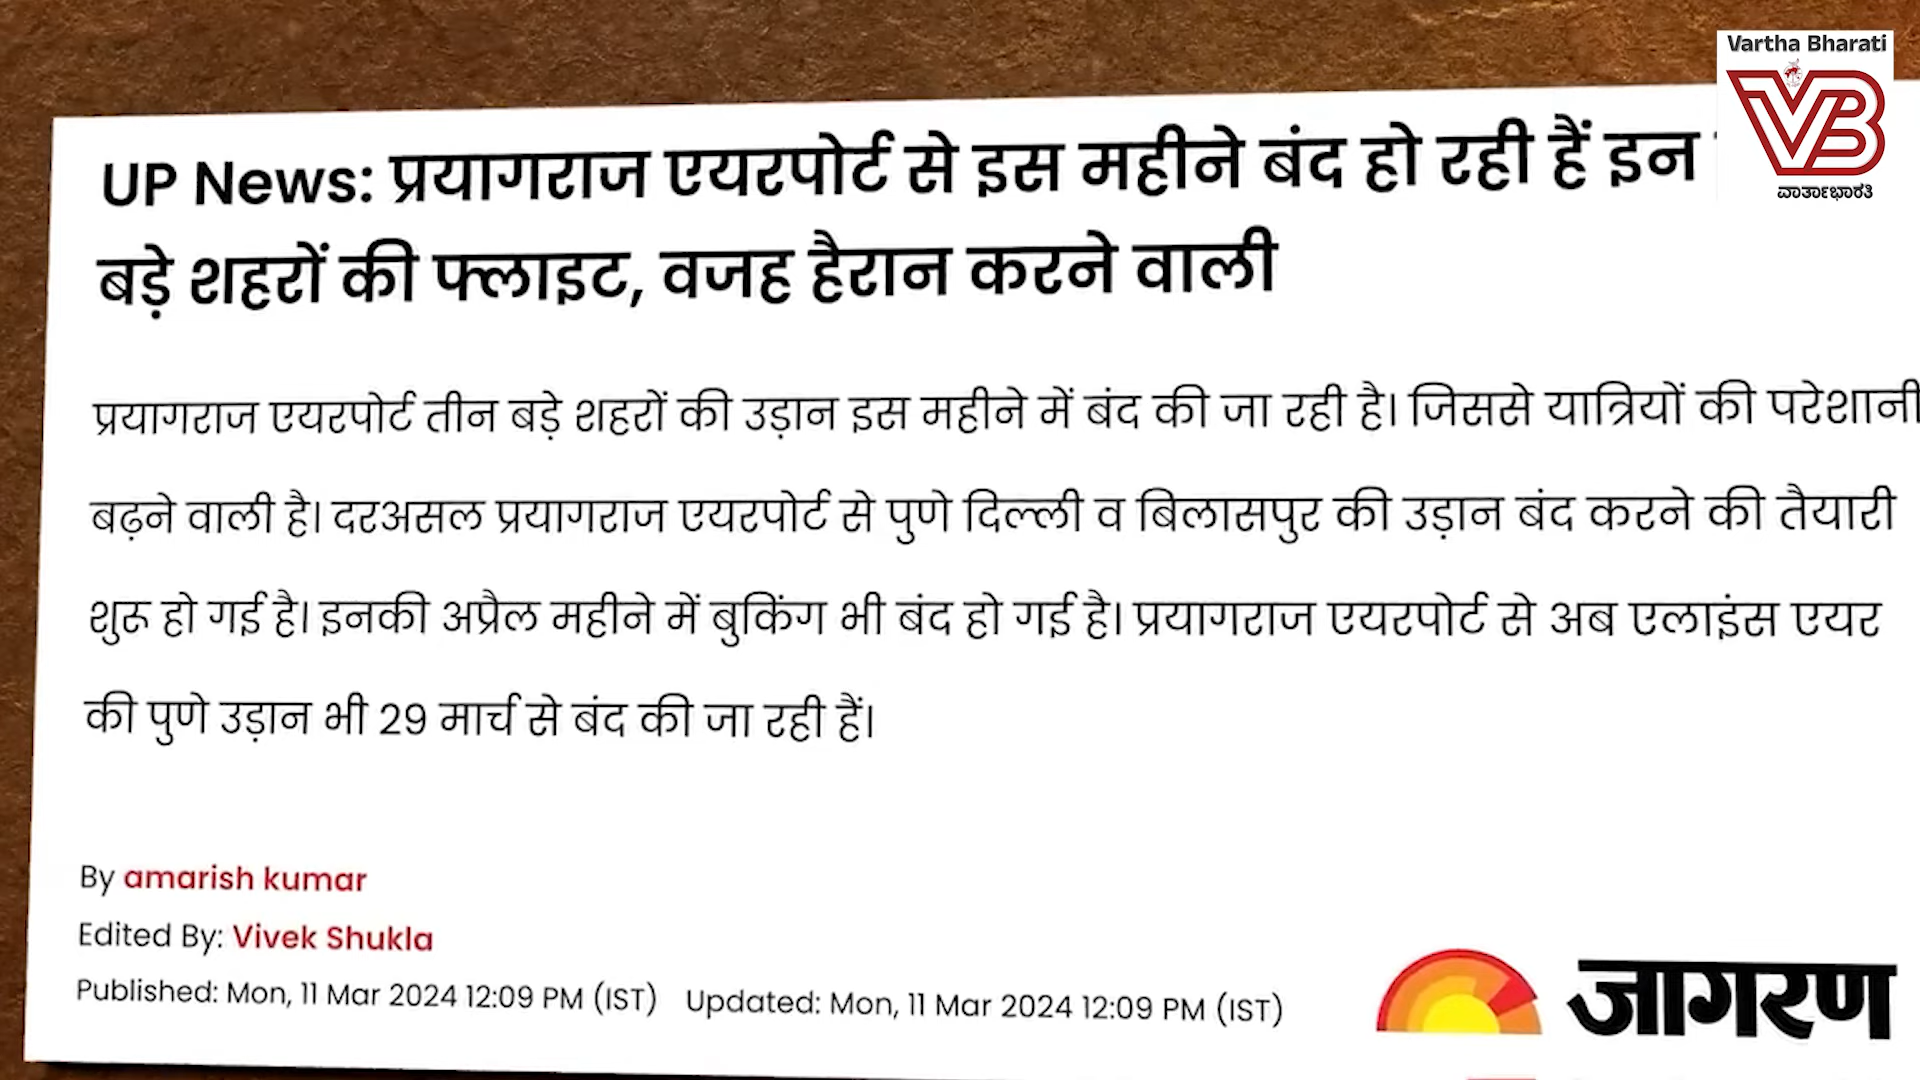 Vartha Bharati
VB
ವಾರ್ತಾಭಾರತಿ
UP News: प्रयागराज एयरपोर्ट से इस महीने बंद हो रही हैं इन
बड़े शहरों की फ्लाइट, वजह हैरान करने वाली
प्रयागराज एयरपोर्ट तीन बड़े शहरों की उड़ान इस महीने में बंद की जा रही है। जिससे यात्रियों की परेशानी
बढ़ने वाली है। दरअसल प्रयागराज एयरपोर्ट से पुणे दिल्ली व बिलासपुर की उड़ान बंद करने की तैयारी
शुरू हो गई है। इनकी अप्रैल महीने में बुकिंग भी बंद हो गई है। प्रयागराज एयरपोर्ट से अब एलाइंस एयर
की पुणे उड़ान भी 29 मार्च से बंद की जा रही हैं।
By amarish kumar
Edited By: Vivek Shukla
Published: Mon, 11 Mar 2024 12:09 PM (IST) Updated: Mon, 11 Mar 2024 12:09 PM (IST)
जागरण